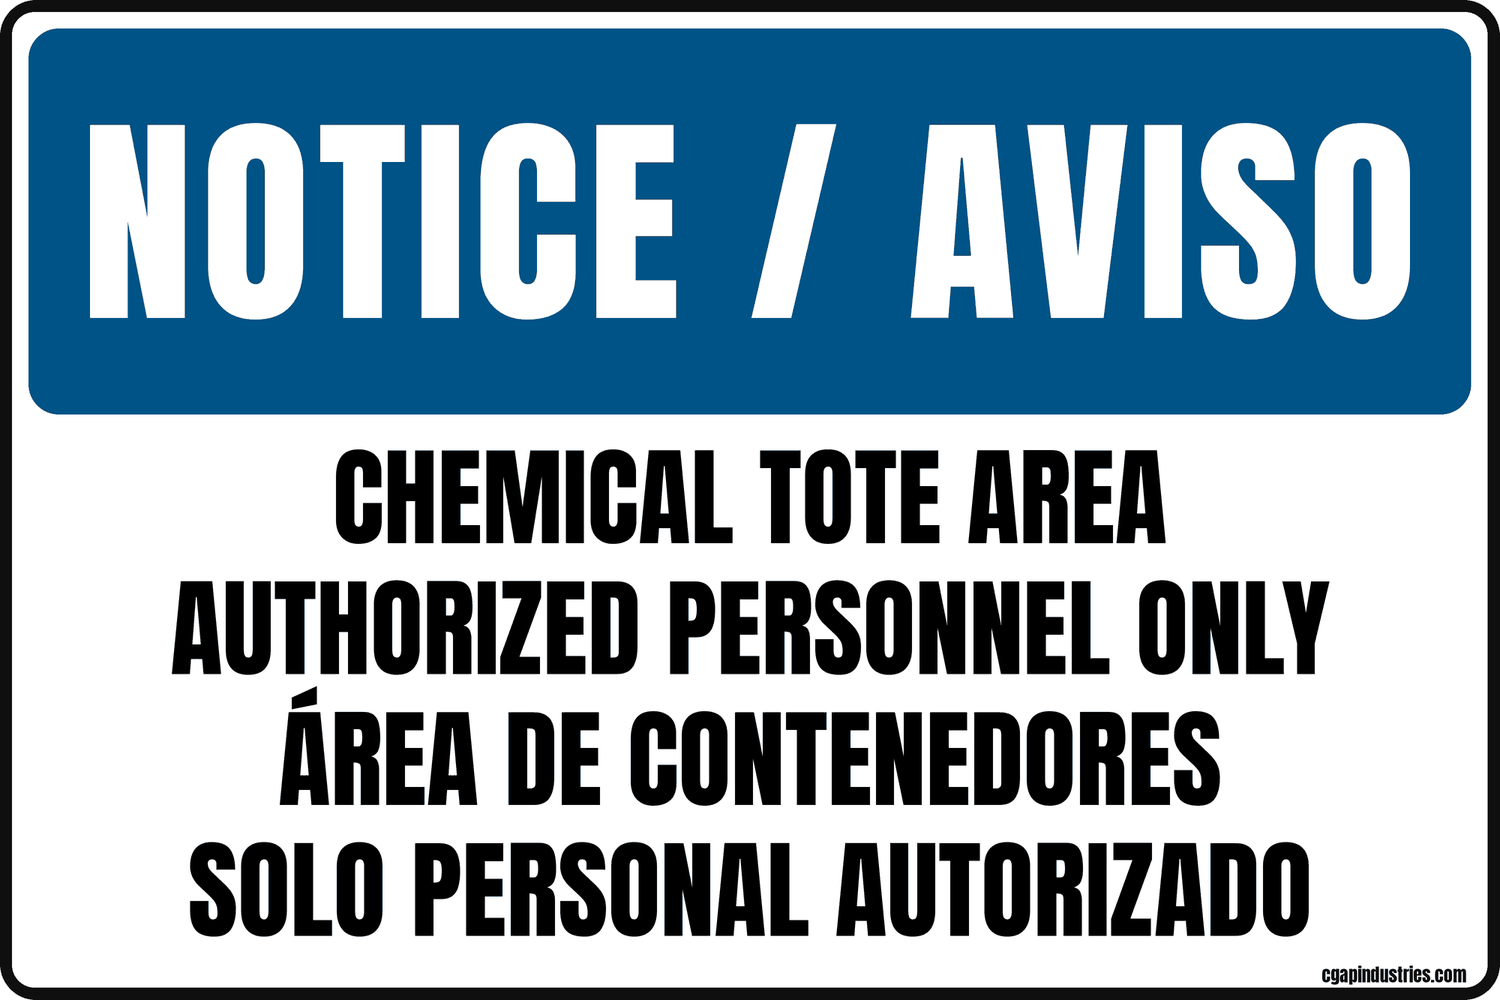 NOTICE / AVISO
CHEMICAL TOTE AREA
AUTHORIZED PERSONNEL ONLY
ÁREA DE CONTENEDORES
SOLO PERSONAL AUTORIZADO
cgapindustries.com